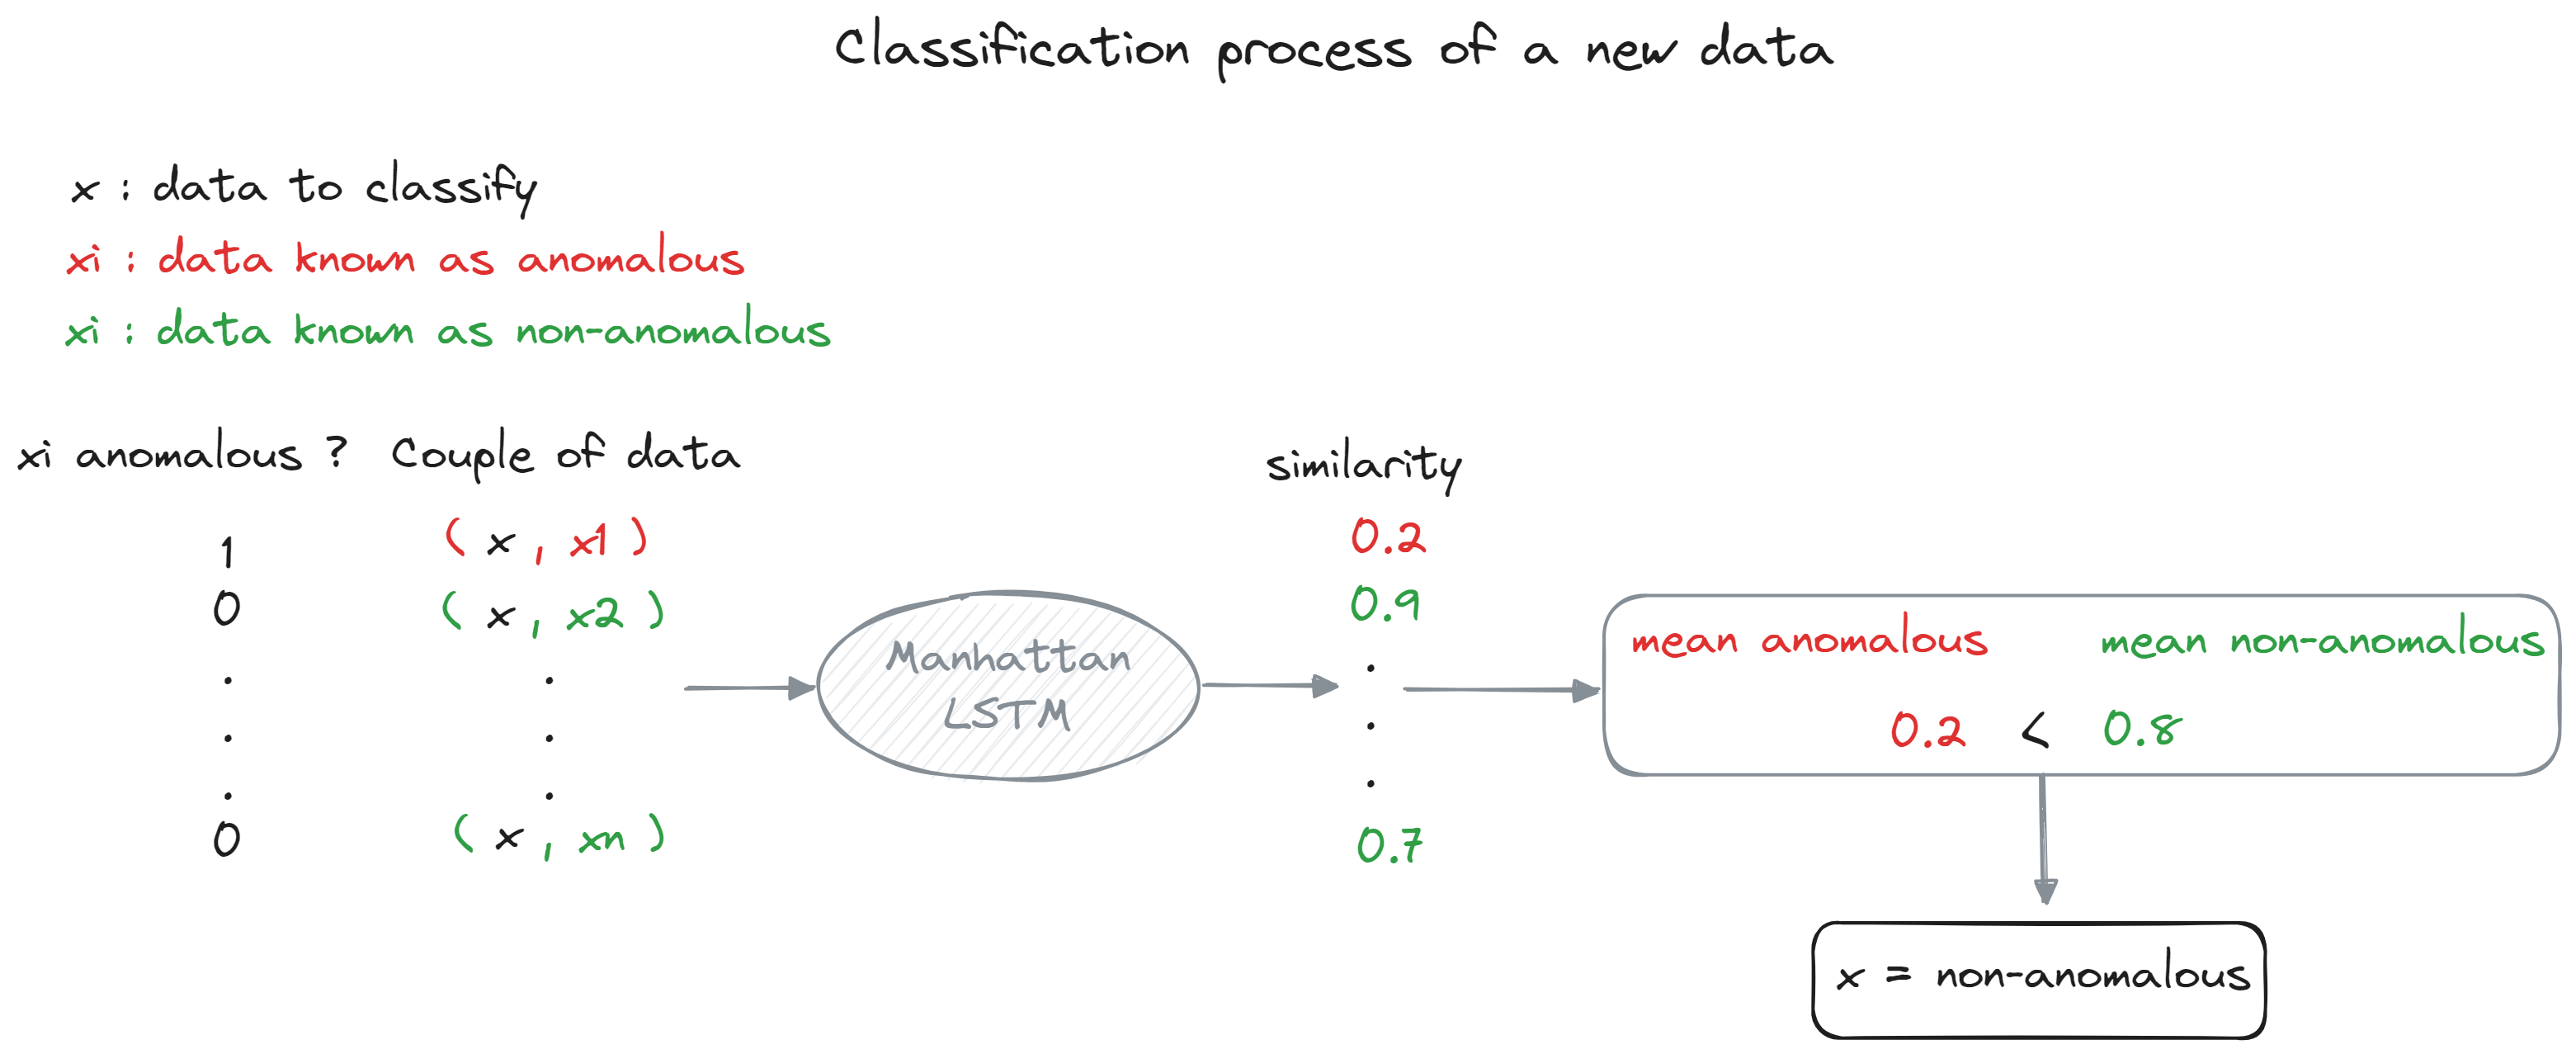 Classification process of a new data
x : data to classify
xi : data known as anomalous
xi : data known as non-anomalous
xi anomalous ? Couple of data
similarity
1 ( x , x1 ) 0.2
0 ( x , x2 ) 0.9
. . .
. . .
. . .
0 ( x , xn ) 0.7
Manhattan
LSTM
mean anomalous mean non-anomalous
0.2 < 0.8
x = non-anomalous